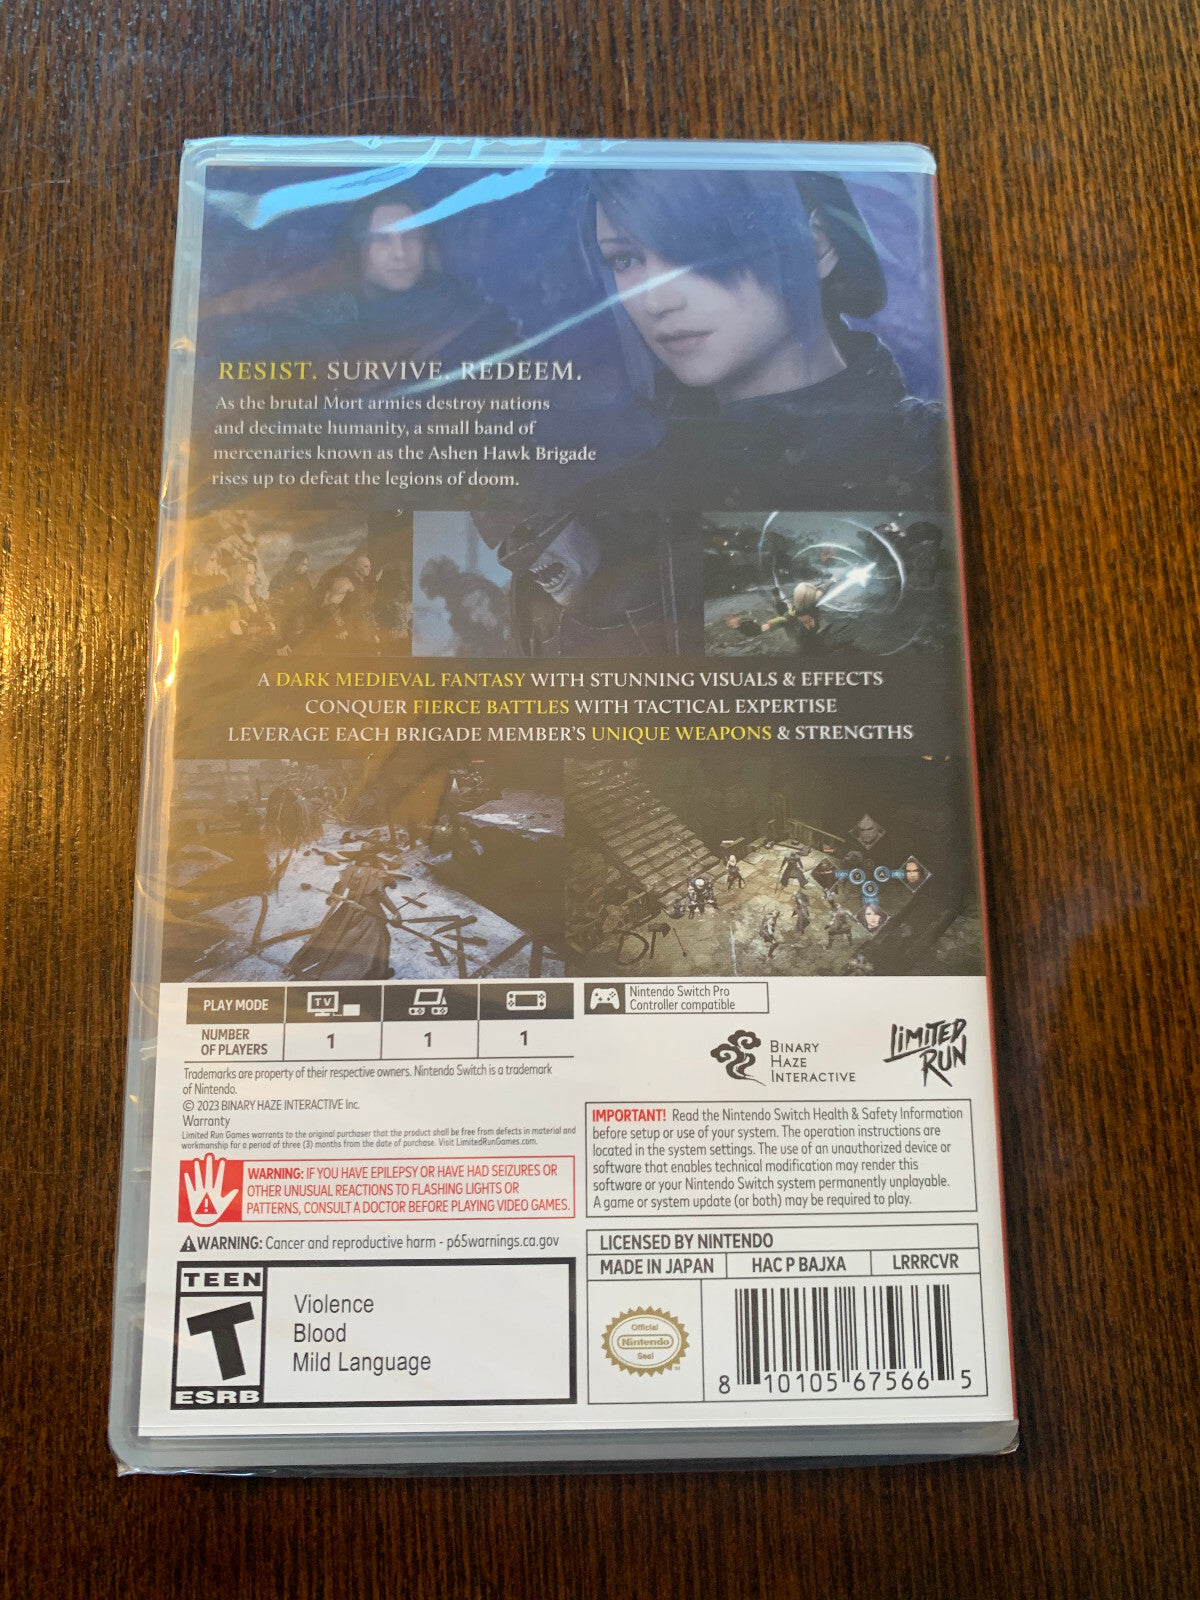 RESIST. SURVIVE. REDEEM.
As the brutal Mort armies destroy nations
and decimate humanity, a small band of
mercenaries known as the Ashen Hawk Brigade
rises up to defeat the legions of doom.
A DARK MEDIEVAL FANTASY WITH STUNNING VISUALS & EFFECTS
CONQUER FIERCE BATTLES WITH TACTICAL EXPERTISE
LEVERAGE EACH BRIGADE MEMBER'S UNIQUE WEAPONS & STRENGTHS
PLAY MODE
TV
NUMBER
OF PLAYERS
1
1
1
Nintendo Switch Pro
Controller compatible
BINARY
HAZE
INTERACTIVE
LIMITED
RUN
Trademarks are property of their respective owners. Nintendo Switch is a trademark
of Nintendo.
© 2023 BINARY HAZE INTERACTIVE Inc.
Warranty
Limited Run Games warrants to the original purchaser that the product shall be free from defects in material and
workmanship for a period of three (3) months from the date of purchase. Visit LimitedRunGames.com.
WARNING: IF YOU HAVE EPILEPSY OR HAVE HAD SEIZURES OR
OTHER UNUSUAL REACTIONS TO FLASHING LIGHTS OR
PATTERNS, CONSULT A DOCTOR BEFORE PLAYING VIDEO GAMES.
WARNING: Cancer and reproductive harm - p65warnings.ca.gov
IMPORTANT! Read the Nintendo Switch Health & Safety Information
before setup or use of your system. The operation instructions are
located in the system settings. The use of an unauthorized device or
software that enables technical modification may render this
software or your Nintendo Switch system permanently unplayable.
A game or system update (or both) may be required to play.
TEEN
T
ESRB
Violence
Blood
Mild Language
LICENSED BY NINTENDO
MADE IN JAPAN
HAC P BAJXA
LRRRCVR
Official
Nintendo
Seal
8 10105 67566 5